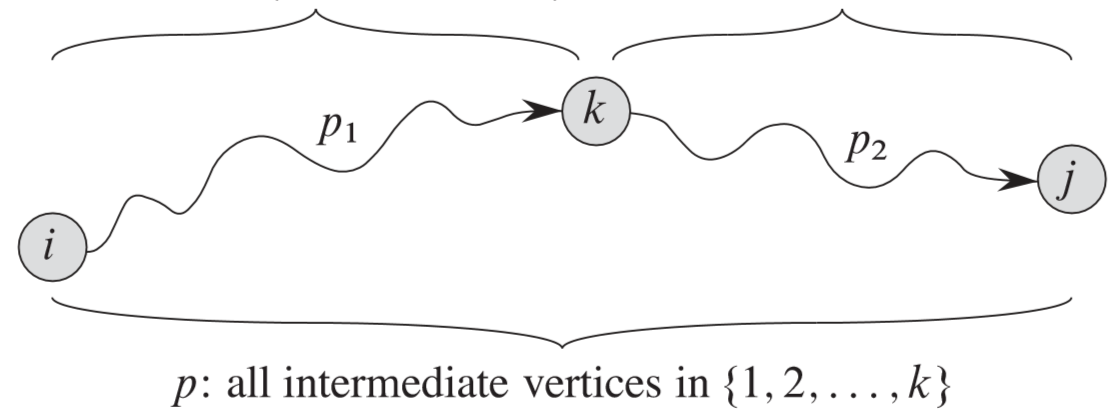 p₁
k
p₂
j
i
p: all intermediate vertices in {1, 2, . . . , k}